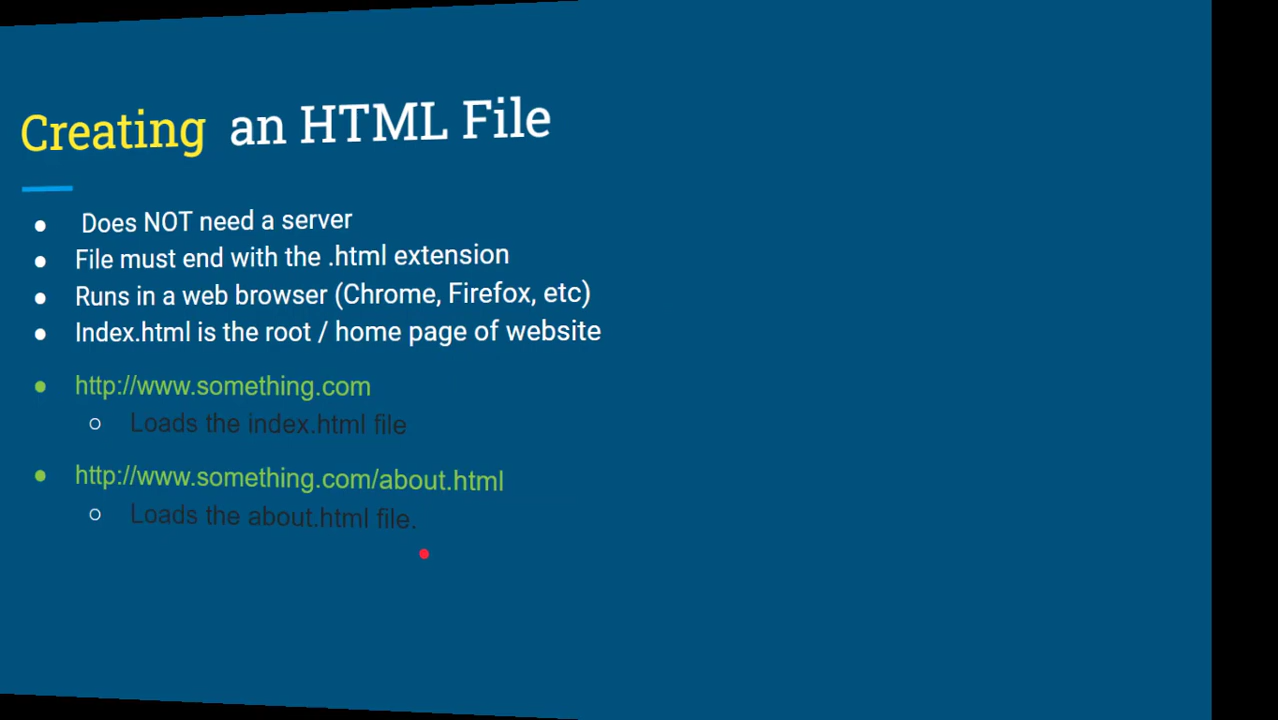 Creating an HTML File
Does NOT need a server
File must end with the .html extension
Runs in a web browser (Chrome, Firefox, etc)
Index.html is the root / home page of website
http://www.something.com
Loads the index.html file
http://www.something.com/about.html
Loads the about.html file.